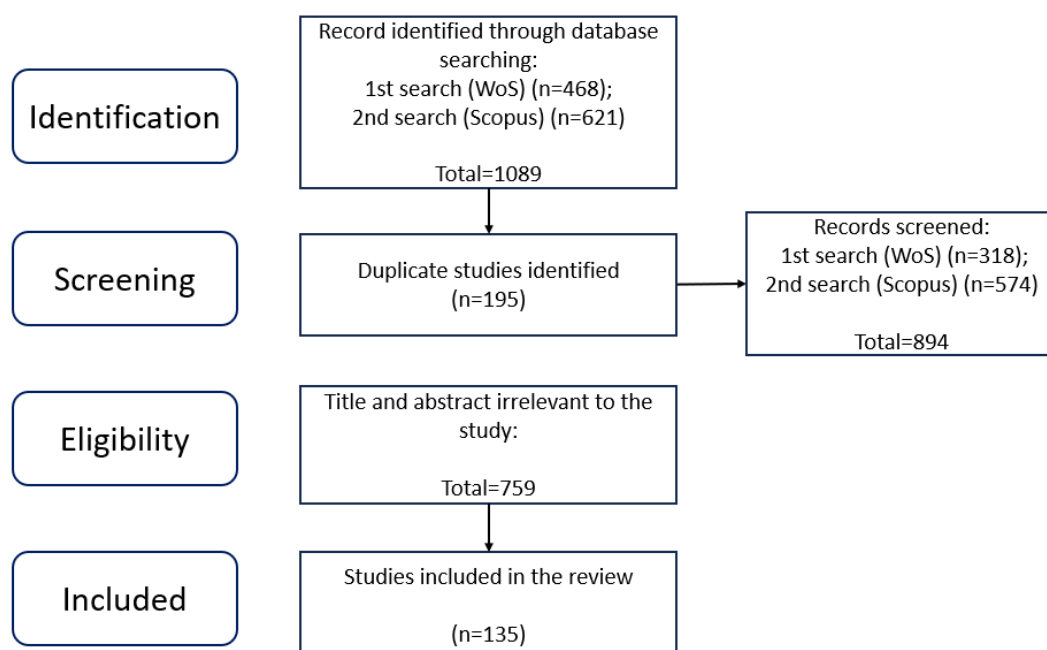 Identification
Record identified through database
searching:
1st search (WoS) (n=468);
2nd search (Scopus) (n=621)
Total=1089
Screening
Duplicate studies identified
(n=195)
Records screened:
1st search (WoS) (n=318);
2nd search (Scopus) (n=574)
Total=894
Eligibility
Title and abstract irrelevant to the
study:
Total=759
Included
Studies included in the review
(n=135)